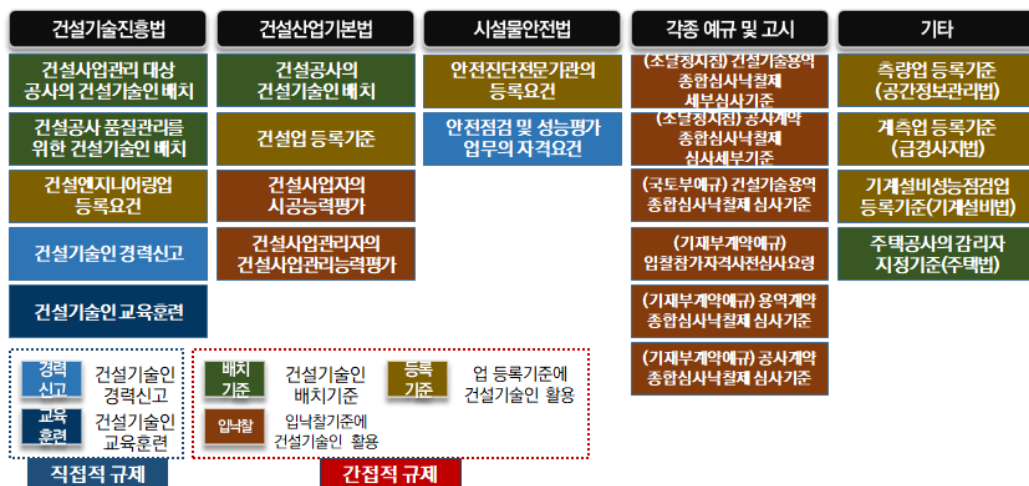 건설기술진흥법
건설사업관리 대상
공사의 건설기술인 배치
건설공사 품질관리를
위한 건설기술인 배치
건설엔지니어링업
등록요건
건설기술인 경력신고
건설기술인 교육훈련
건설산업기본법
건설공사의
건설기술인 배치
건설업 등록기준
건설사업자의
시공능력평가
건설사업관리자의
건설사업관리능력평가
시설물안전법
안전진단전문기관의
등록요건
안전점검 및 성능평가
업무의 자격요건
각종 예규 및 고시
(조달청지침) 건설기술용역
종합심사낙찰제
세부심사기준
(조달청지침) 공사계약
종합심사낙찰제
심사세부기준
(국토부예규) 건설기술용역
종합심사낙찰제 심사기준
(기재부계약예규)
입찰참가자격사전심사요령
(기재부계약예규) 용역계약
종합심사낙찰제 심사기준
(기재부계약예규) 공사계약
종합심사낙찰제 심사기준
기타
측량업 등록기준
(공간정보관리법)
계측업 등록기준
(급경사지법)
기계설비성능점검업
등록기준(기계설비법)
주택공사의 감리자
지정기준(주택법)
경력
신고
건설기술인
경력신고
교육
훈련
건설기술인
교육훈련
직접적 규제
배치
기준
건설기술인
배치기준
등록
기준
업 등록기준에
건설기술인 활용
입낙찰
입낙찰기준에
건설기술인 활용
간접적 규제